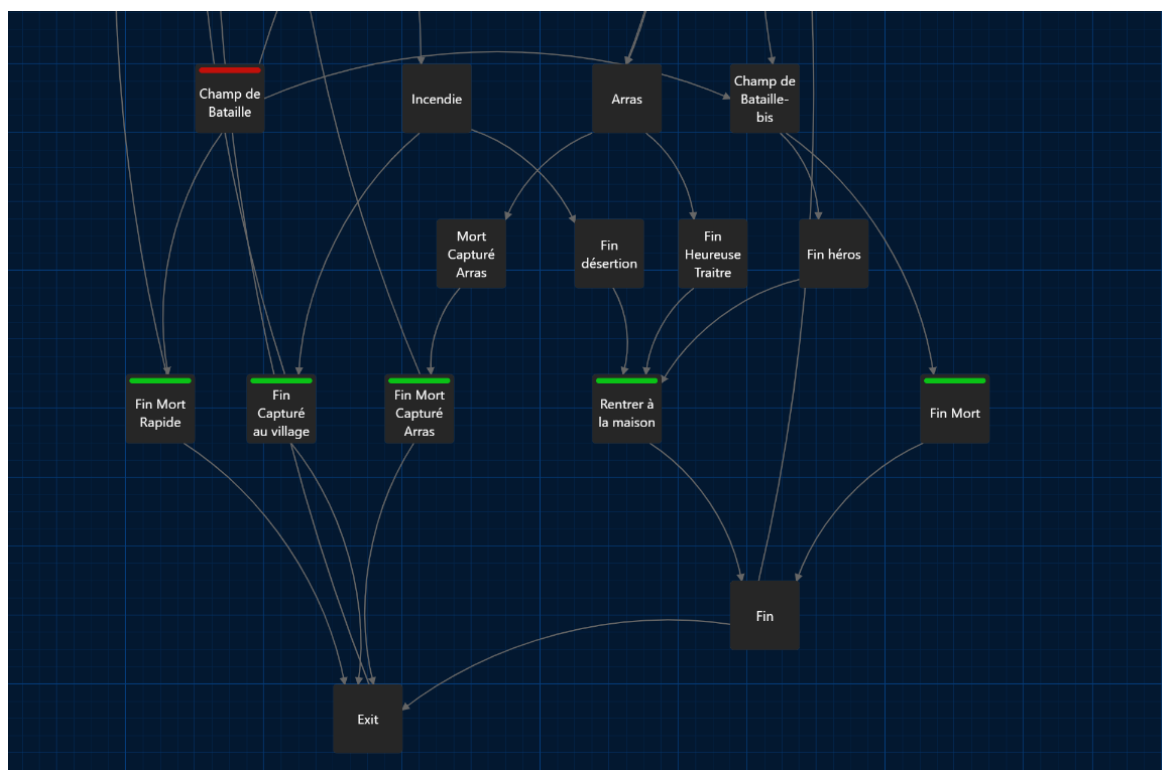 Champ de
Bataille
Incendie
Arras
Champ de
Bataille-
bis
Mort
Capturé
Arras
Fin
désertion
Fin
Heureuse
Traitre
Fin héros
Fin Mort
Rapide
Fin
Capturé
au village
Fin Mort
Capturé
Arras
Rentrer à
la maison
Fin Mort
Fin
Exit